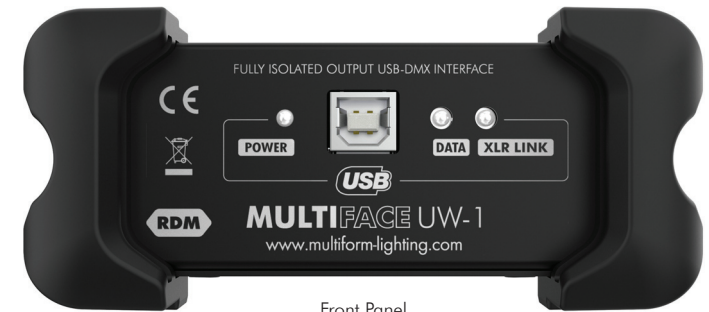 FULLY ISOLATED OUTPUT USB-DMX INTERFACE
CE
POWER
DATA
XLR LINK
USB
RDM
MULTIFACE UW-1
www.multiform-lighting.com
Front Panel